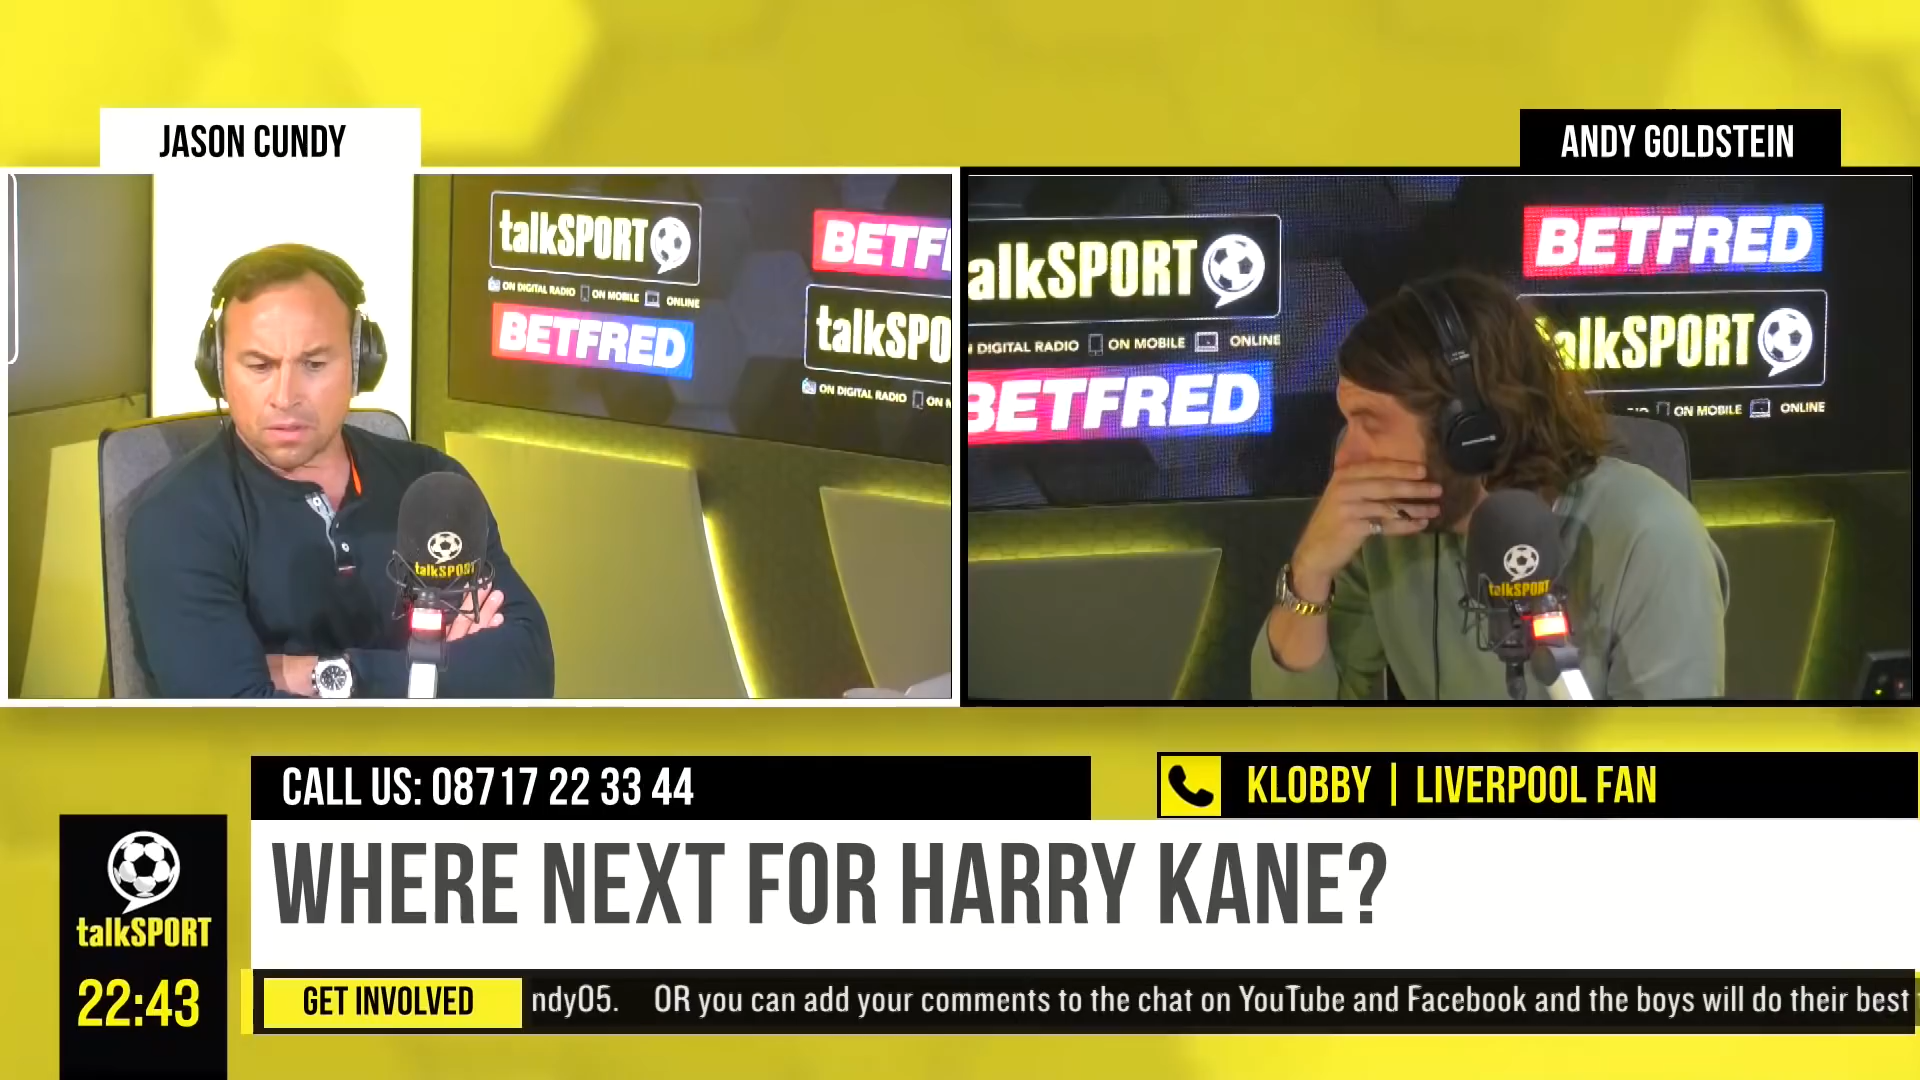 JASON CUNDY
ANDY GOLDSTEIN
talkSPORT
ON DIGITAL RADIO ON MOBILE ONLINE
BETFRED
BETF
talkSPO
ON DIGITAL RADIO
talkSPORT
alkSPORT
DIGITAL RADIO ON MOBILE ONLINE
BETFRED
BETFRED
alkSPORT
ON MOBILE ONLINE
talkSPORT
CALL US: 08717 22 33 44
KLOBBY | LIVERPOOL FAN
WHERE NEXT FOR HARRY KANE?
talkSPORT
22:43
GET INVOLVED
ndy05. OR you can add your comments to the chat on YouTube and Facebook and the boys will do their best